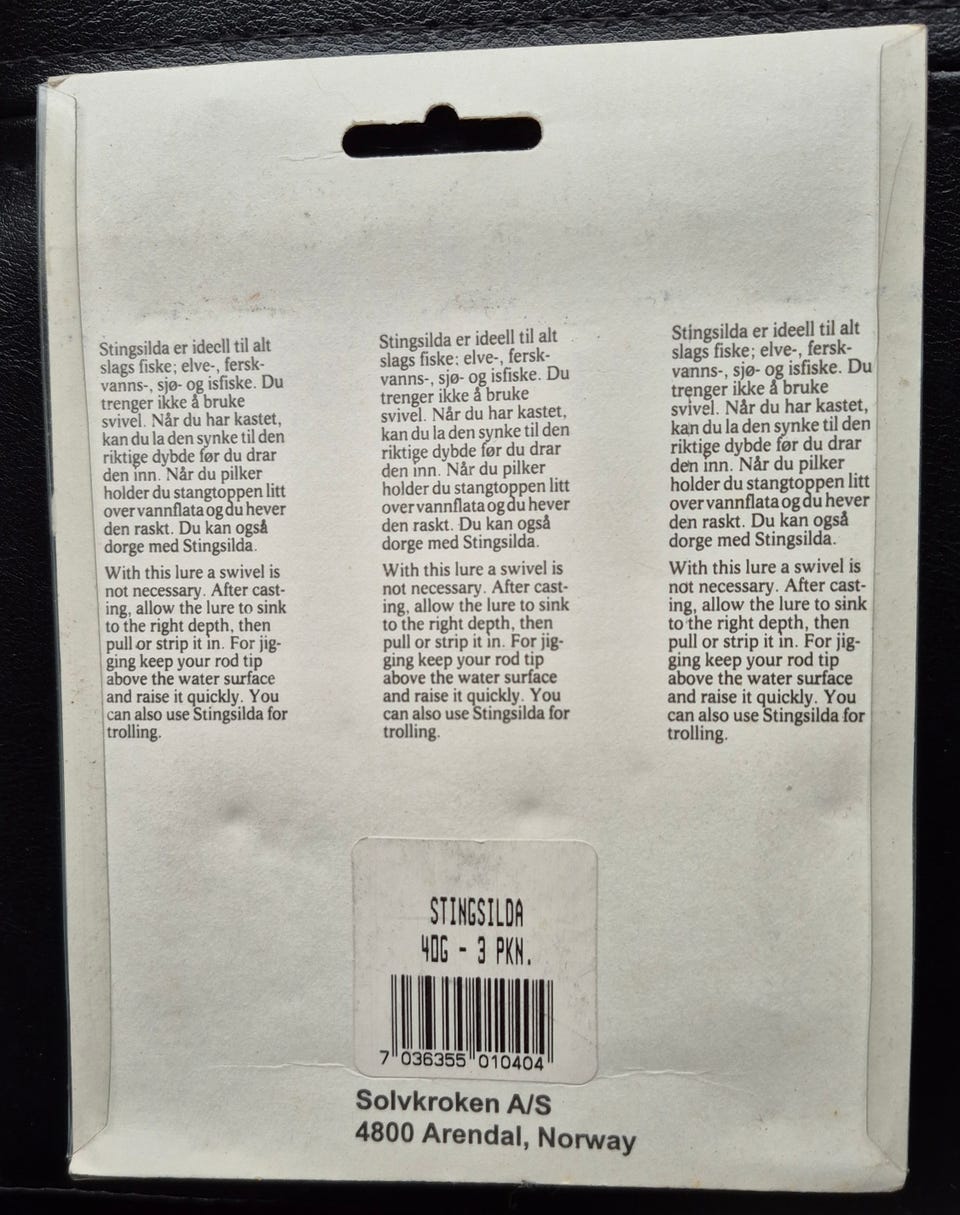 Stingsilda er ideell til alt
slags fiske; elve-, fersk-
vanns-, sjø- og isfiske. Du
trenger ikke å bruke
svivel. Når du har kastet,
kan du la den synke til den
riktige dybde før du drar
den inn. Når du pilker
holder du stangtoppen litt
over vannflata og du hever
den raskt. Du kan også
dorge med Stingsilda.
With this lure a swivel is
not necessary. After cast-
ing, allow the lure to sink
to the right depth, then
pull or strip it in. For jig-
ging keep your rod tip
above the water surface
and raise it quickly. You
can also use Stingsilda for
trolling.
Stingsilda er ideell til alt
slags fiske; elve-, fersk-
vanns-, sjø- og isfiske. Du
trenger ikke å bruke
svivel. Når du har kastet,
kan du la den synke til den
riktige dybde før du drar
den inn. Når du pilker
holder du stangtoppen litt
over vannflata og du hever
den raskt. Du kan også
dorge med Stingsilda.
With this lure a swivel is
not necessary. After cast-
ing, allow the lure to sink
to the right depth, then
pull or strip it in. For jig-
ging keep your rod tip
above the water surface
and raise it quickly. You
can also use Stingsilda for
trolling.
Stingsilda er ideell til alt
slags fiske; elve-, fersk-
vanns-, sjø- og isfiske. Du
trenger ikke å bruke
svivel. Når du har kastet,
kan du la den synke til den
riktige dybde før du drar
den inn. Når du pilker
holder du stangtoppen litt
over vannflata og du hever
den raskt. Du kan også
dorge med Stingsilda.
With this lure a swivel is
not necessary. After cast-
ing, allow the lure to sink
to the right depth, then
pull or strip it in. For jig-
ging keep your rod tip
above the water surface
and raise it quickly. You
can also use Stingsilda for
trolling.
STINGSILDA
40G - 3 PKN.
7 036355 010404
Solvkroken A/S
4800 Arendal, Norway